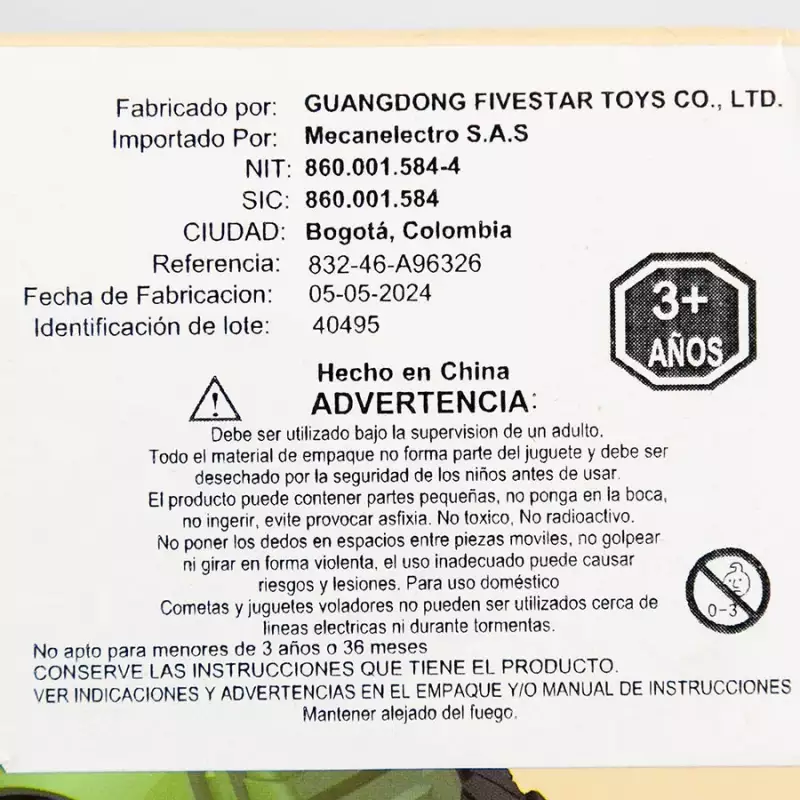 Fabricado por: GUANGDONG FIVESTAR TOYS CO., LTD.
Importado Por: Mecanelectro S.A.S
NIT: 860.001.584-4
SIC: 860.001.584
CIUDAD: Bogotá, Colombia
Referencia: 832-46-A96326
Fecha de Fabricacion: 05-05-2024
Identificación de lote: 40495
3+
AÑOS
Hecho en China
ADVERTENCIA:
Debe ser utilizado bajo la supervision de un adulto.
Todo el material de empaque no forma parte del juguete y debe ser
desechado por la seguridad de los niños antes de usar.
El producto puede contener partes pequeñas, no ponga en la boca,
no ingerir, evite provocar asfixia. No toxico, No radioactivo.
No poner los dedos en espacios entre piezas moviles, no golpear
ni girar en forma violenta, el uso inadecuado puede causar
riesgos y lesiones. Para uso doméstico
Cometas y juguetes voladores no pueden ser utilizados cerca de
lineas electricas ni durante tormentas.
0-3
No apto para menores de 3 años o 36 meses
CONSERVE LAS INSTRUCCIONES QUE TIENE EL PRODUCTO.
VER INDICACIONES Y ADVERTENCIAS EN EL EMPAQUE Y/O MANUAL DE INSTRUCCIONES
Mantener alejado del fuego.